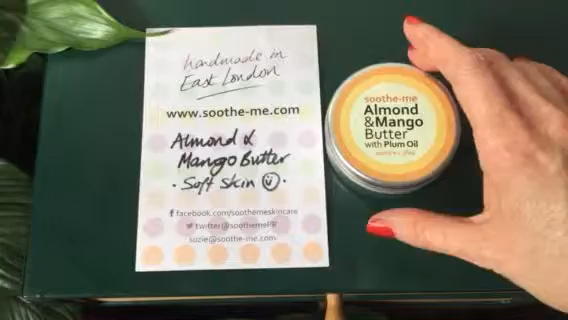 handmade in
East London
www.soothe-me.com
Almond &
Mango Butter
· Soft Skin ☺ ·
facebook.com/soothemeskincare
twitter@soothemePR
suzie@soothe-me.com
soothe-me
Almond
&Mango
Butter
with Plum Oil